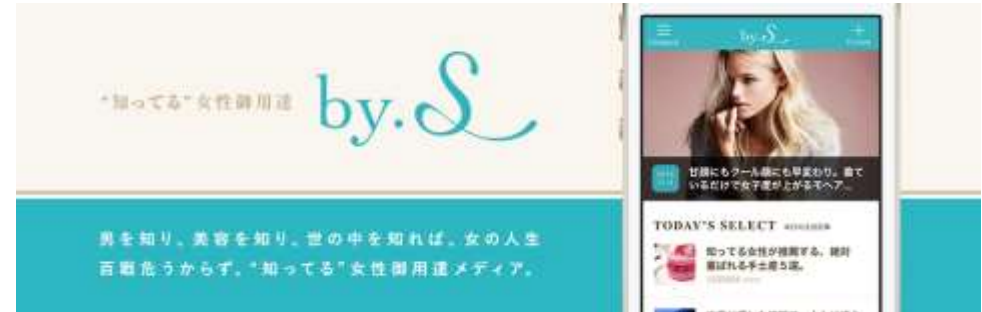 “知ってる”女性御用達
by.S
男を知り、美容を知り、世の中を知れば、女の人生
百戦危うからず。“知ってる”女性御用達メディア。
by.S
甘顔にもクール顔にも早変わり。着て
いるだけで女子度が上がるモヘア...
TODAY'S SELECT
知ってる女性が推薦する、絶対
喜ばれる手土産5選。